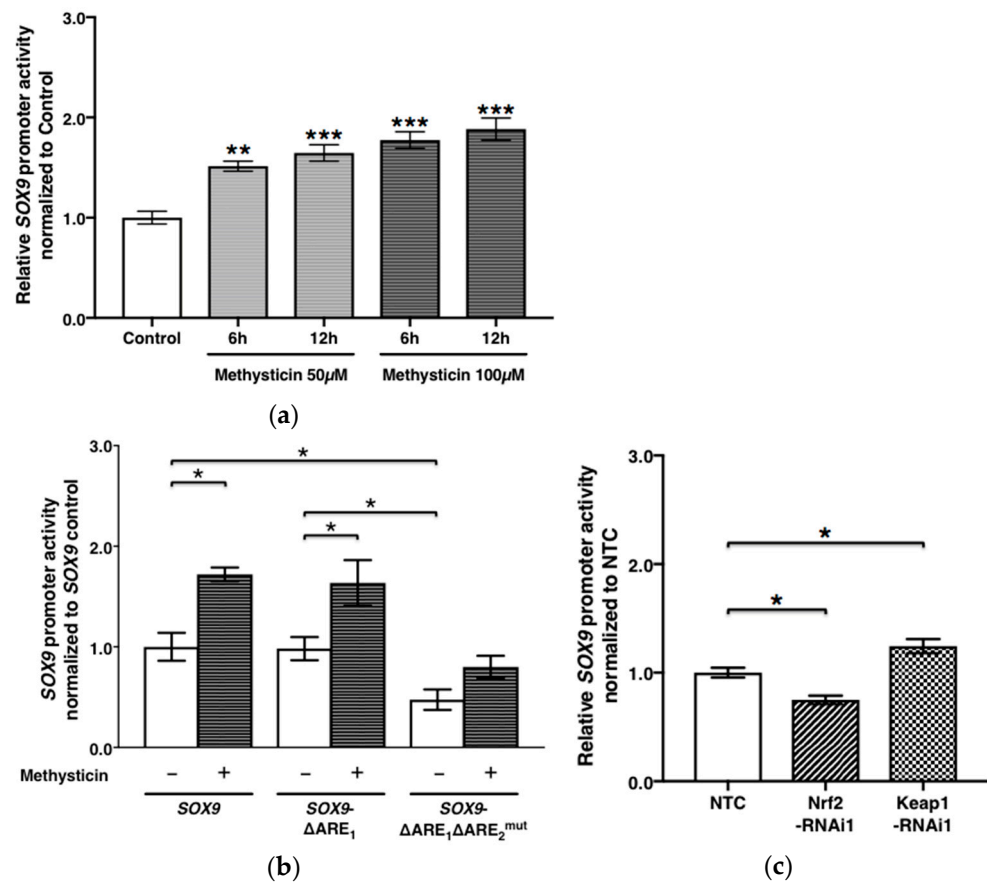 Relative SOX9 promoter activity
normalized to Control
3.0
2.0
1.0
0.0
**
***
***
***
Control
6h
12h
6h
12h
Methysticin 50µM
Methysticin 100µM
(a)
SOX9 promoter activity
normalized to SOX9 control
3.0
2.0
1.0
0.0
*
*
*
*
Methysticin
– + – + – +
SOX9
SOX9-
ΔARE₁
SOX9-
ΔARE₁ΔARE₂ᵐᵘᵗ
(b)
Relative SOX9 promoter activity
normalized to NTC
3.0
2.0
1.0
0.0
*
*
NTC
Nrf2
-RNAi1
Keap1
-RNAi1
(c)